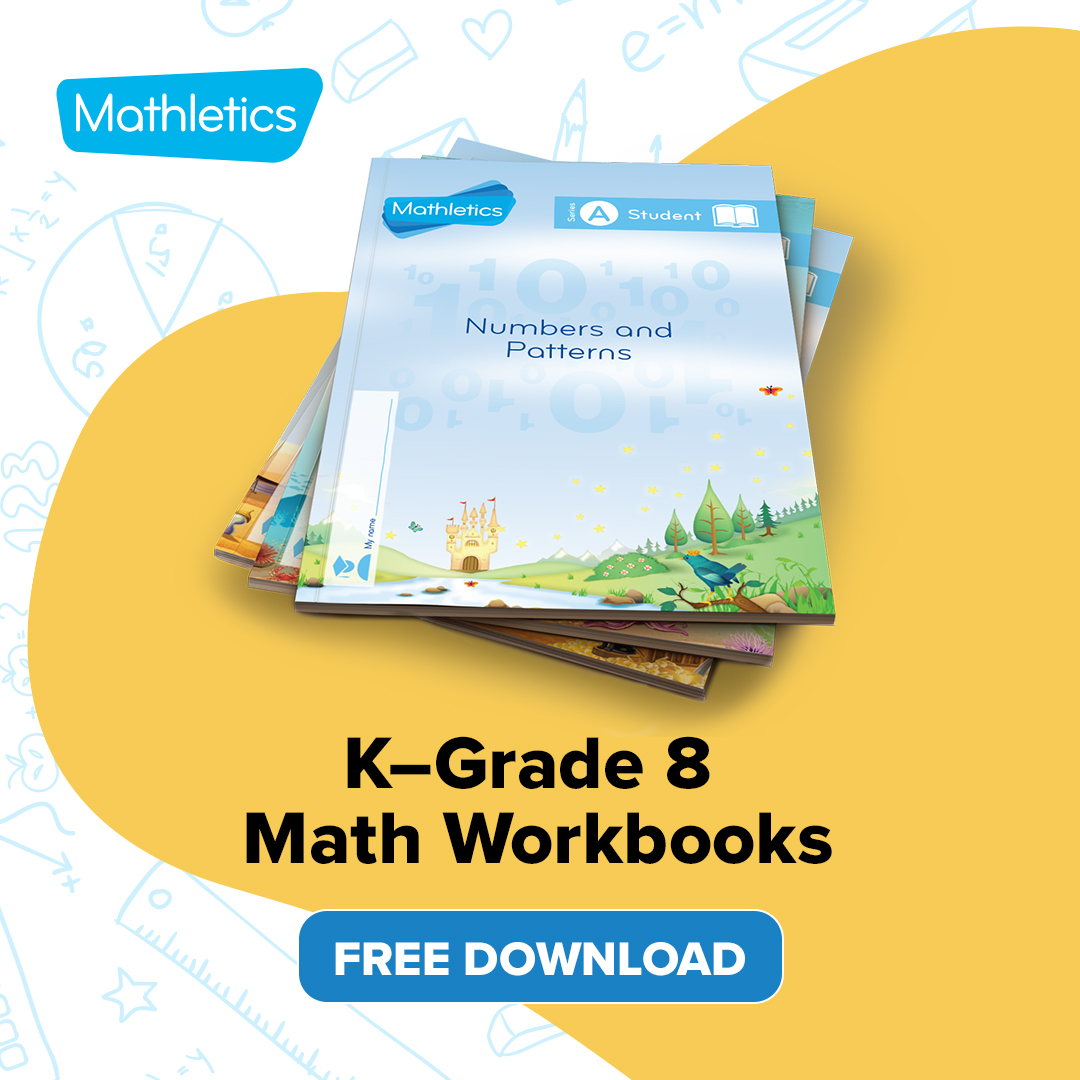 Mathletics
Mathletics
Series A Student
Numbers and
Patterns
My name
K–Grade 8
Math Workbooks
FREE DOWNLOAD